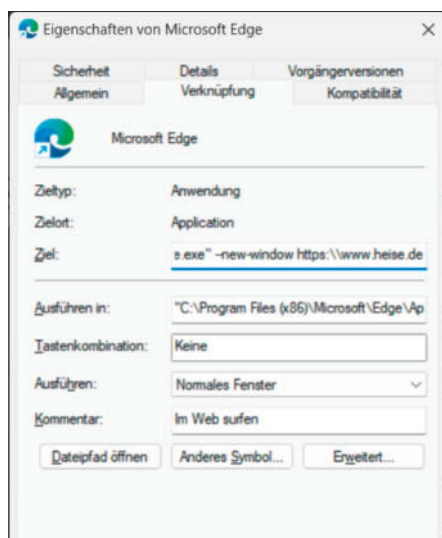 Eigenschaften von Microsoft Edge
Sicherheit Details Vorgängerversionen
Allgemein Verknüpfung Kompatibilität
Microsoft Edge
Zieltyp: Anwendung
Zielort: Application
Ziel: e.exe" –new-window https:\\www.heise.de
Ausführen in: "C:\Program Files (x86)\Microsoft\Edge\Ap
Tastenkombination: Keine
Ausführen: Normales Fenster
Kommentar: Im Web surfen
Dateipfad öffnen Anderes Symbol... Erweitert...